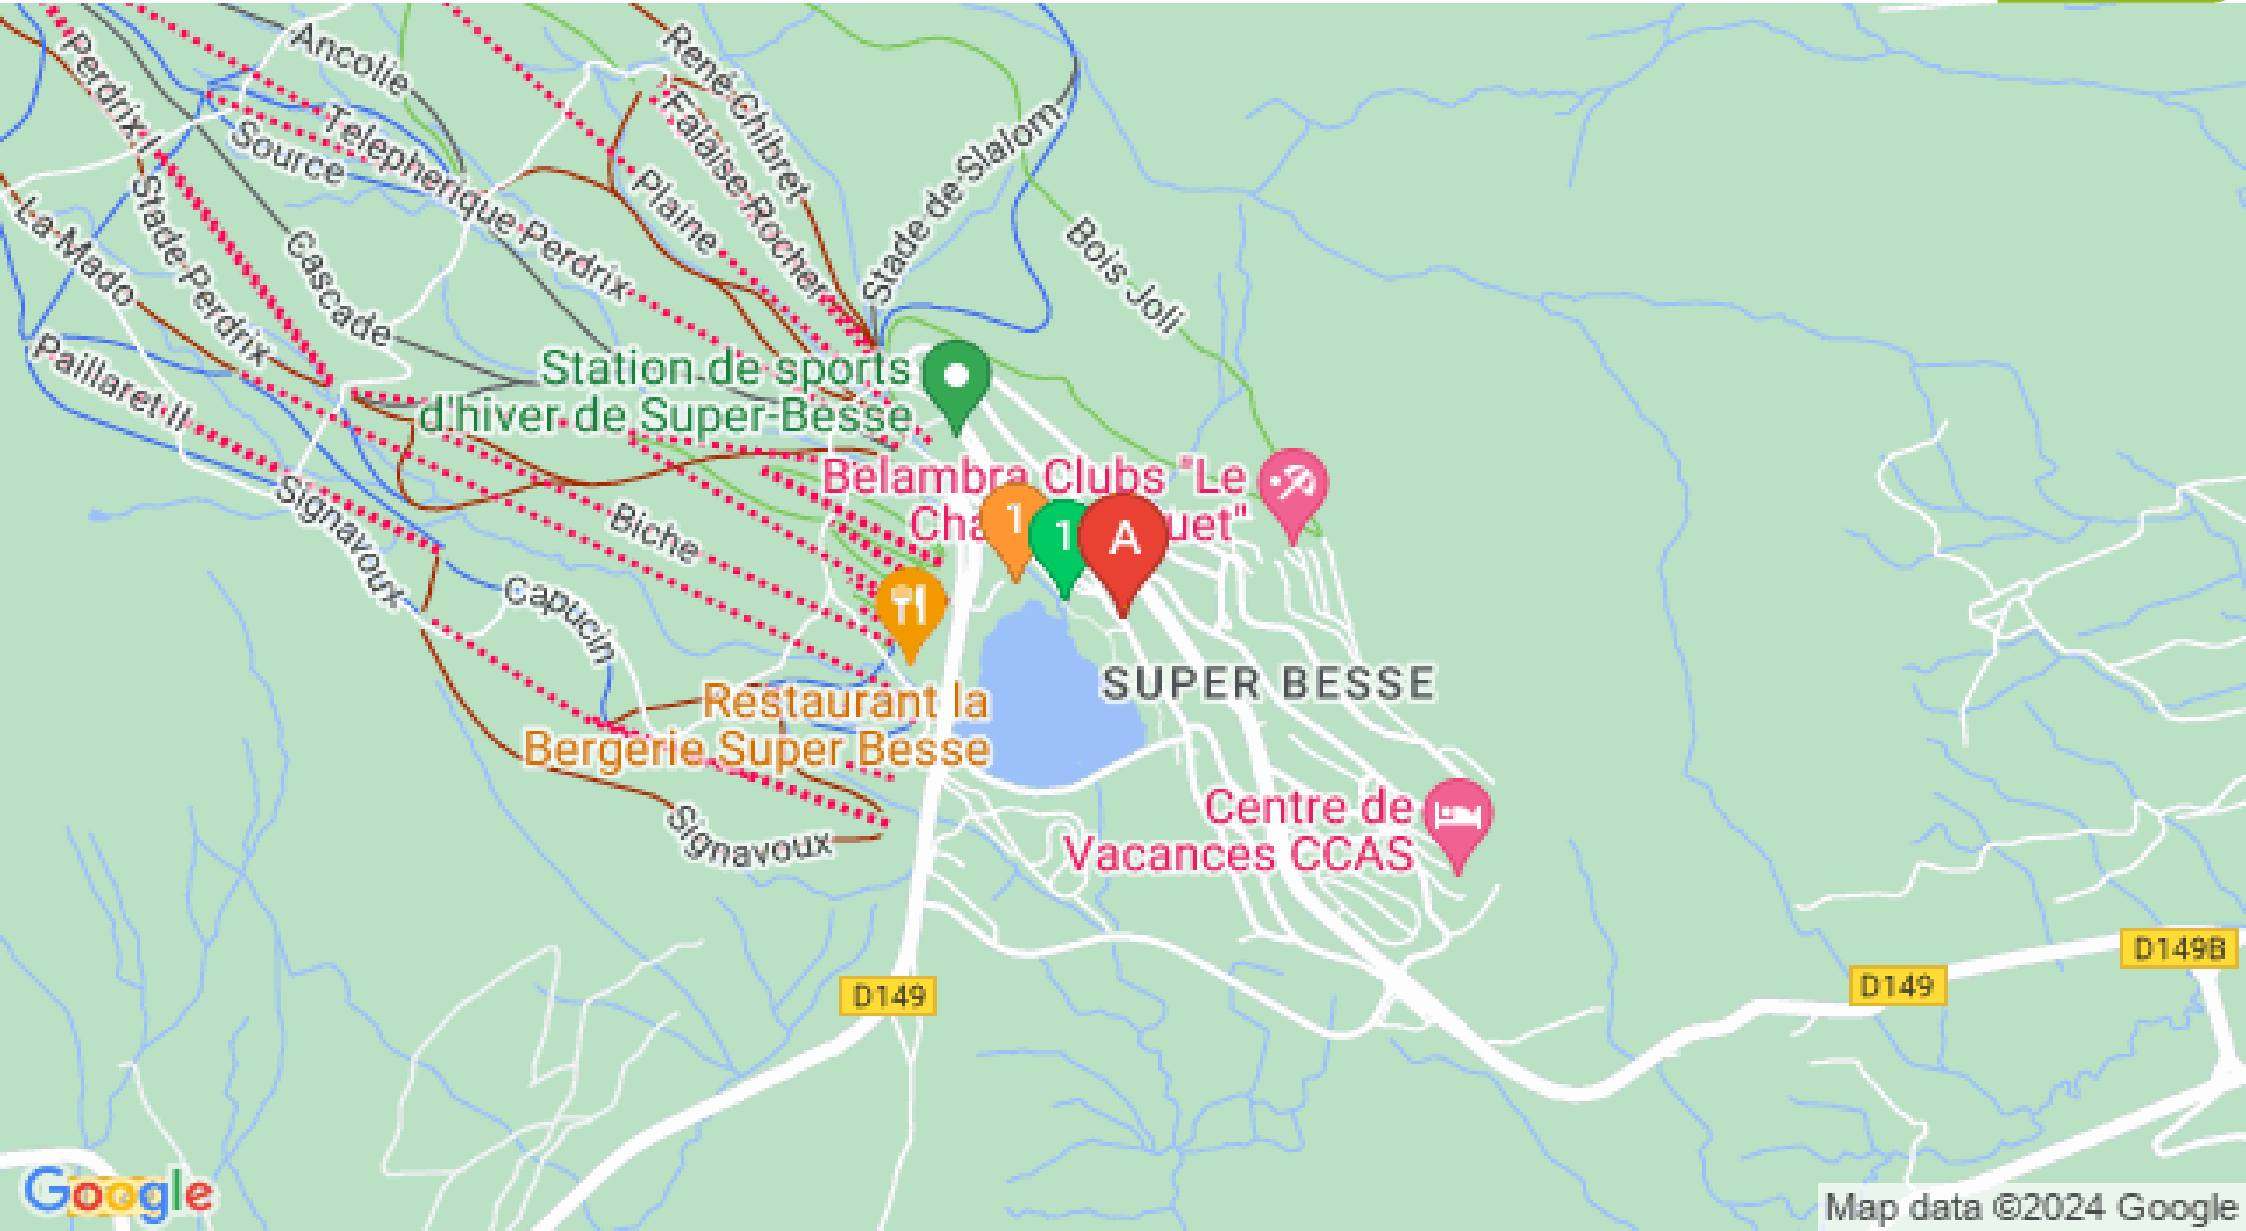 Perdrix I
Ancolie
René Chibret
Telepherique Perdrix
Source
Falaise Rocher
Plaine
Stade de Slalom
Bois Joli
La Mado
Stade Perdrix
Cascade
Paillaret II
Station de sports
d'hiver de Super-Besse
Belambra Clubs "Le
Cha
uet"
1
1
A
Signavoux
Biche
Capucin
SUPER BESSE
Restaurant la
Bergerie Super Besse
Centre de
Vacances CCAS
Signavoux
D149
D149
D149B
Google
Map data ©2024 Google